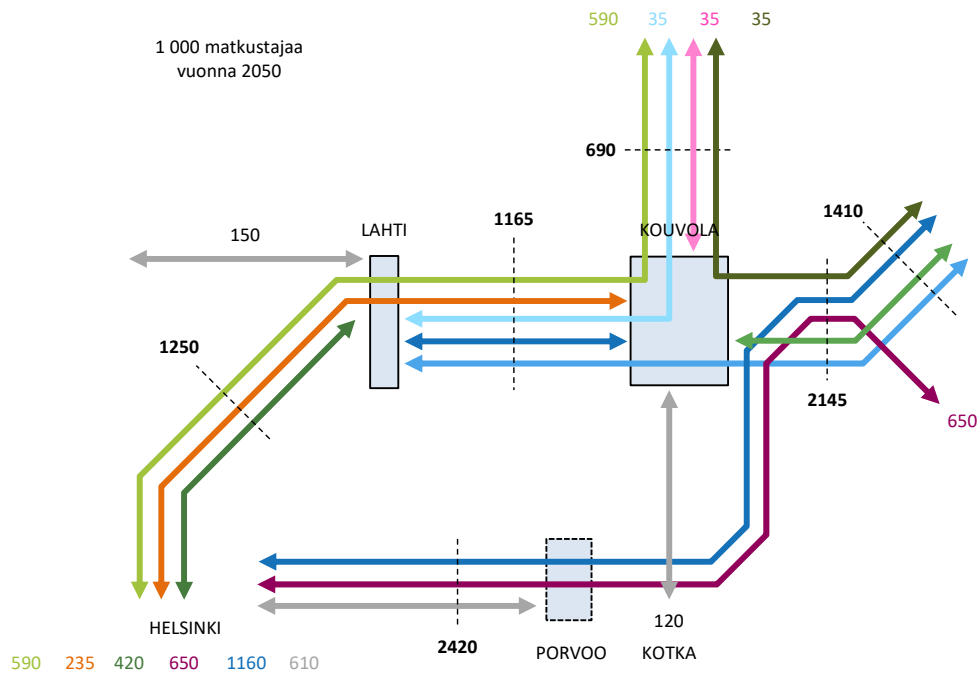 590 35 35 35
1 000 matkustajaa
vuonna 2050
690
1165
1410
150
LAHTI
KOUVOLA
1250
2145
650
120
HELSINKI
2420
PORVOO
KOTKA
590 235 420 650 1160 610